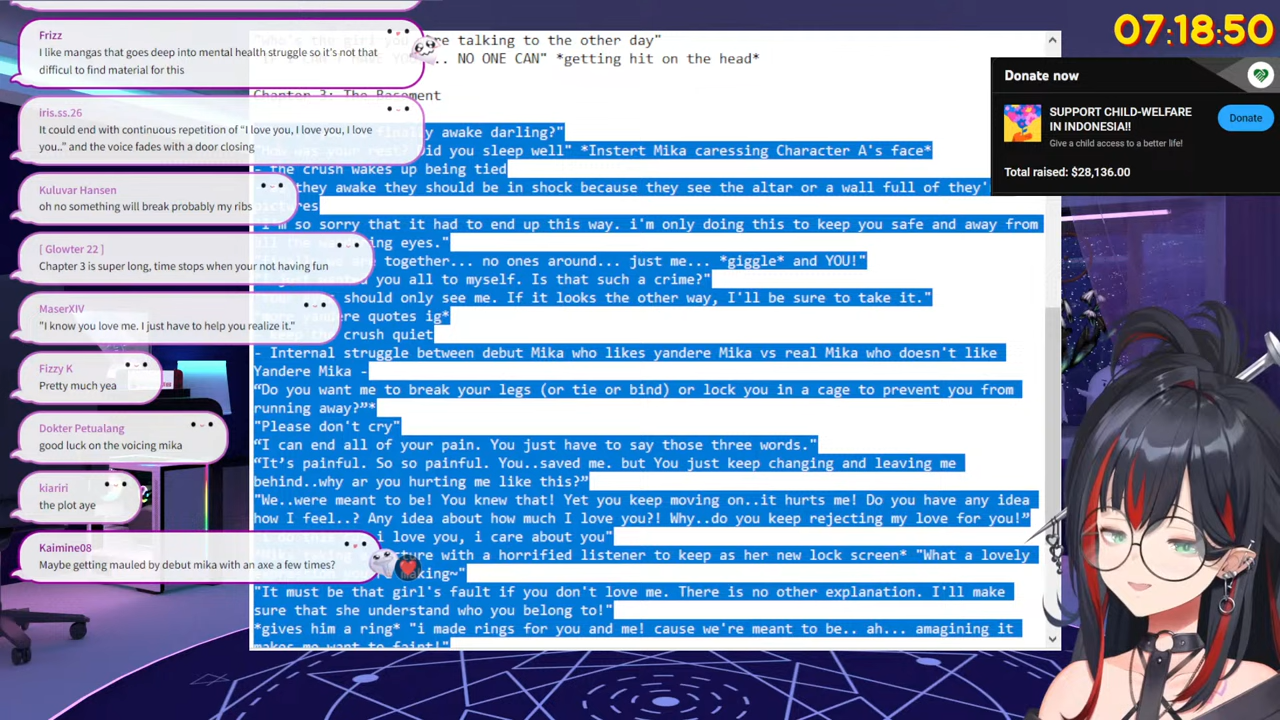 Frizz
I like mangas that goes deep into mental health struggle so it's not that
difficul to find material for this
iris.ss.26
It could end with continuous repetition of "I love you, I love you, I love
you.." and the voice fades with a door closing
Kuluvar Hansen
oh no something will break probably my ribs
[ Glowter 22 ]
Chapter 3 is super long, time stops when your not having fun
MaserXIV
"I know you love me. I just have to help you realize it."
Fizzy K
Pretty much yea
Dokter Petualang
good luck on the voicing mika
kiariri
the plot aye
Kaimine08
Maybe getting mauled by debut mika with an axe a few times?
are talking to the other day"
NO ONE CAN" *getting hit on the head*
Chapter 3: The Basement
awake darling?"
Did you sleep well" *Instert Mika caressing Character A's face*
- the crush wakes up being tied
they awake they should be in shock because they see the altar or a wall full of they'
so sorry that it had to end up this way. i'm only doing this to keep you safe and away from
eyes."
together... no ones around... just me... *giggle* and YOU!"
you all to myself. Is that such a crime?"
should only see me. If it looks the other way, I'll be sure to take it."
yandere quotes ig*
crush quiet
- Internal struggle between debut Mika who likes yandere Mika vs real Mika who doesn't like
Yandere Mika -
“Do you want me to break your legs (or tie or bind) or lock you in a cage to prevent you from
running away?”*
"Please don't cry"
“I can end all of your pain. You just have to say those three words."
“It’s painful. So so painful. You..saved me. but You just keep changing and leaving me
behind..why ar you hurting me like this?”
"We..were meant to be! You knew that! Yet you keep moving on..it hurts me! Do you have any idea
how I feel..? Any idea about how much I love you?! Why..do you keep rejecting my love for you!”
i love you, i care about you"
with a horrified listener to keep as her new lock screen* "What a lovely
making~"
"It must be that girl's fault if you don't love me. There is no other explanation. I'll make
sure that she understand who you belong to!"
*gives him a ring* "i made rings for you and me! cause we're meant to be.. ah... amagining it
makes me want to faint!"
07:18:50
Donate now
SUPPORT CHILD-WELFARE
IN INDONESIA!!
Give a child access to a better life!
Donate
Total raised: $28,136.00